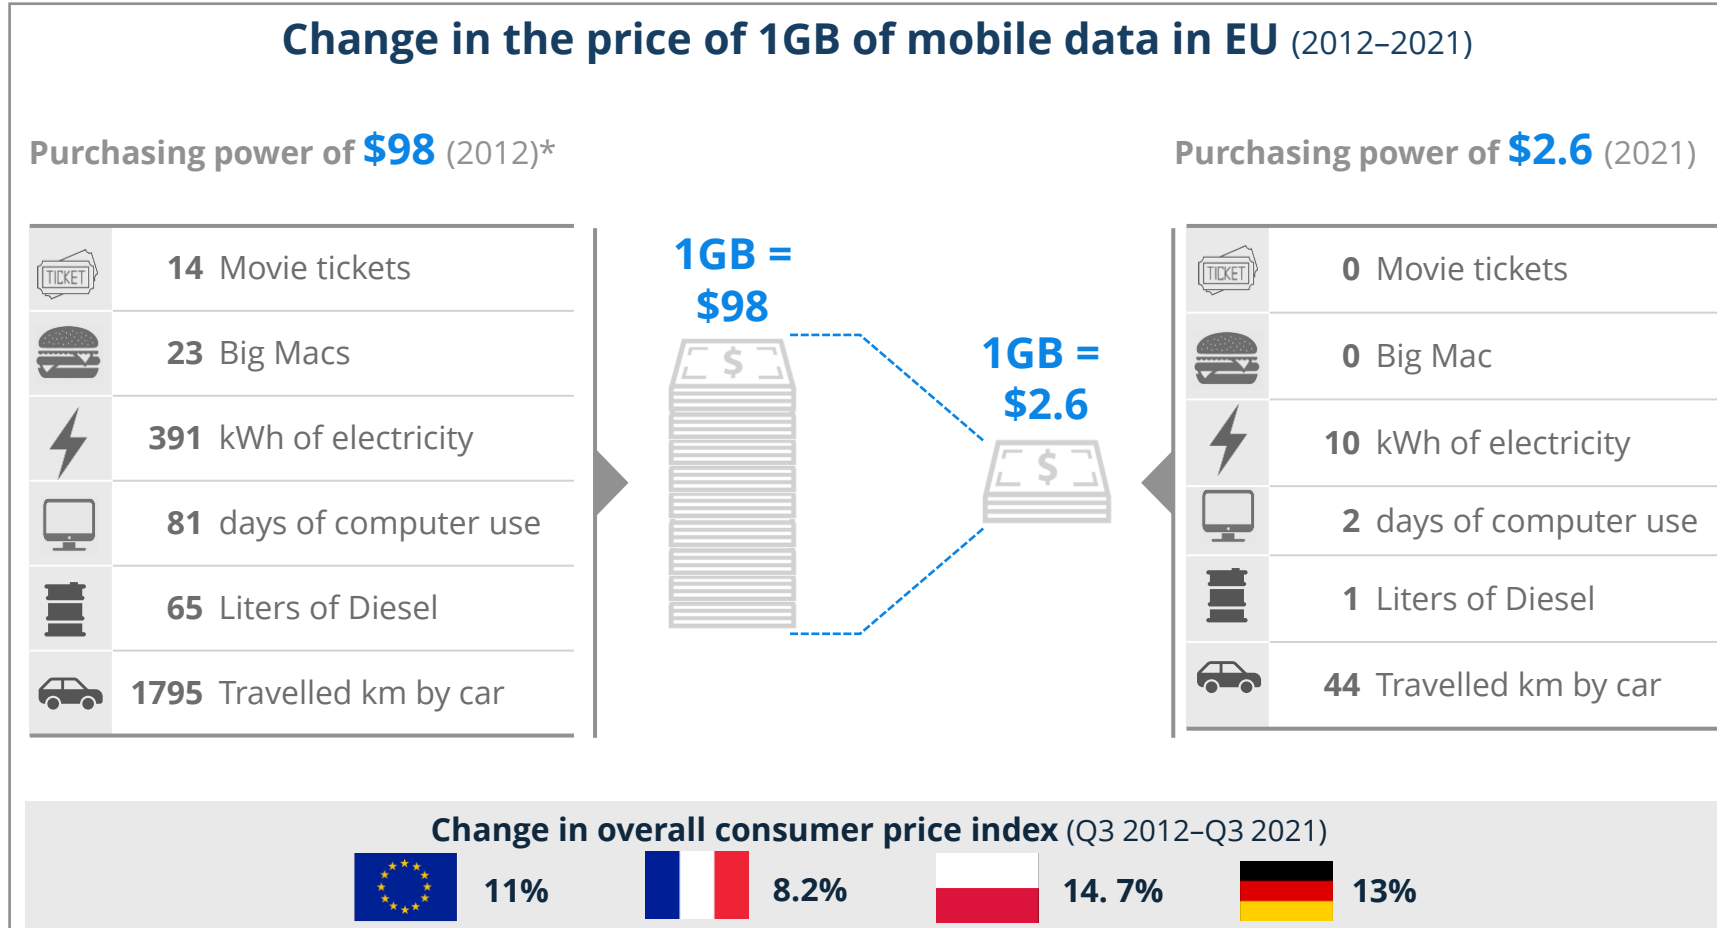 Change in the price of 1GB of mobile data in EU (2012–2021)
Purchasing power of $98 (2012)*
TICKET
14 Movie tickets
23 Big Macs
391 kWh of electricity
81 days of computer use
65 Liters of Diesel
1795 Travelled km by car
1GB =
$98
$
1GB =
$2.6
$
Purchasing power of $2.6 (2021)
TICKET
0 Movie tickets
0 Big Mac
10 kWh of electricity
2 days of computer use
1 Liters of Diesel
44 Travelled km by car
Change in overall consumer price index (Q3 2012–Q3 2021)
11% 8.2% 14. 7% 13%